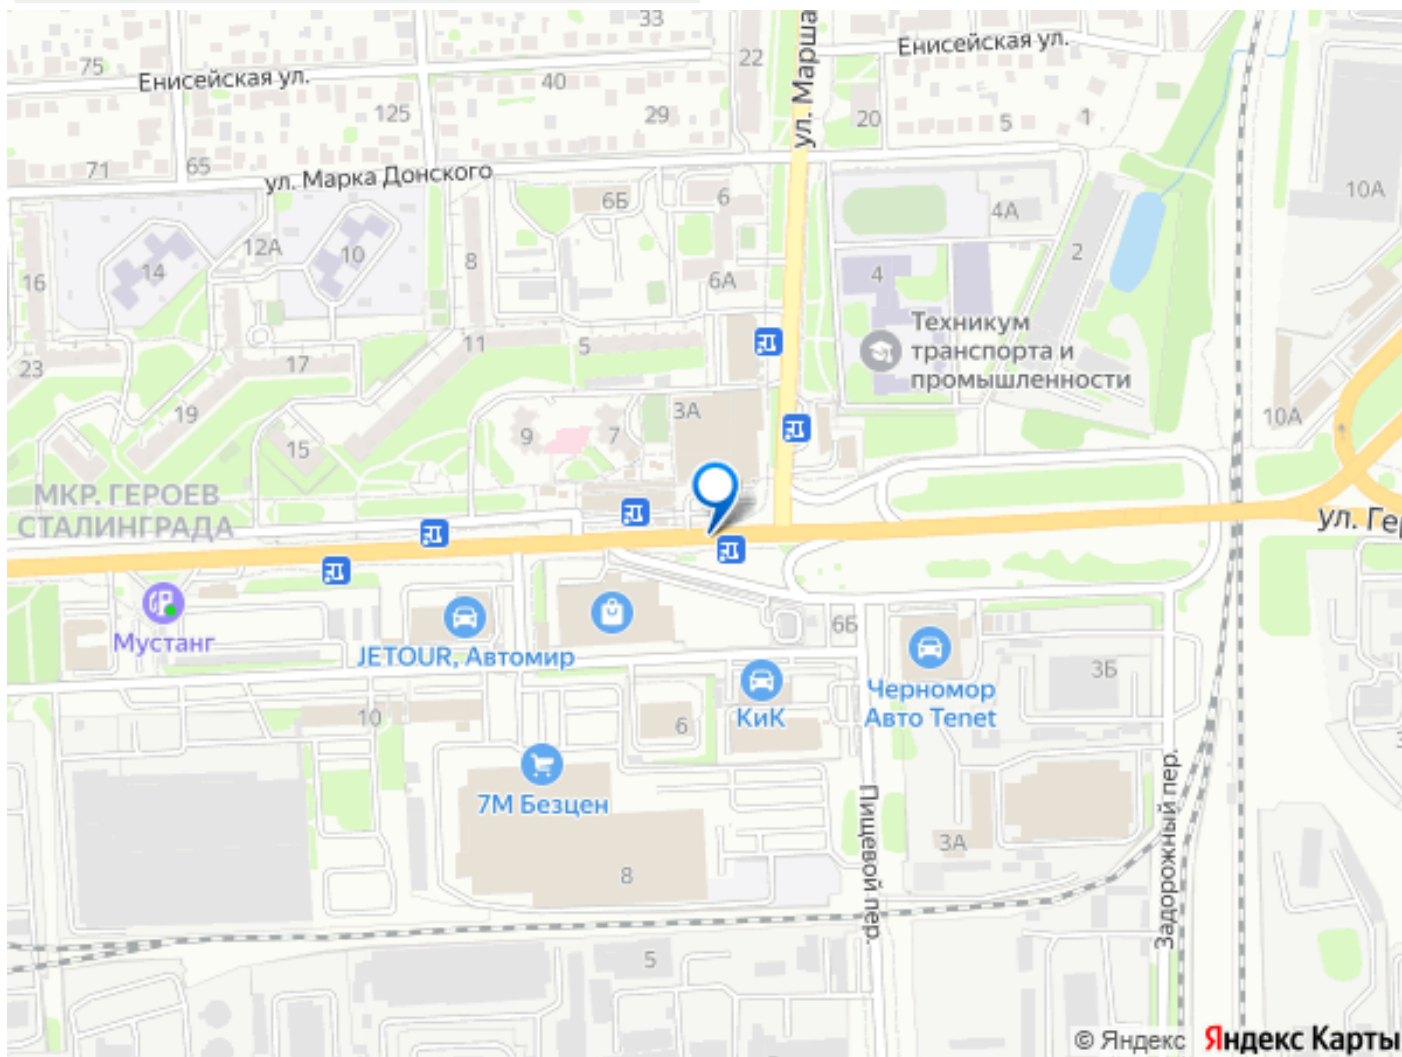 33
Енисейская ул.
75
Енисейская ул.
22
ул. Марша
40
125
29
20
5
1
71
65
ул. Марка Донского
10А
6Б
6
4А
12А
10
14
8
16
6А
4
2
Техникум
транспорта и
промышленности
11
5
17
23
19
3А
10А
15
9
7
МКР. ГЕРОЕВ
СТАЛИНГРАДА
ул. Гер
Мустанг
JETOUR, Автомир
6Б
Черномор
Авто Tenet
3Б
КиК
10
6
7М Безцен
Пищевой пер.
Задорожный пер.
3А
8
5
© Яндекс Яндекс Карты